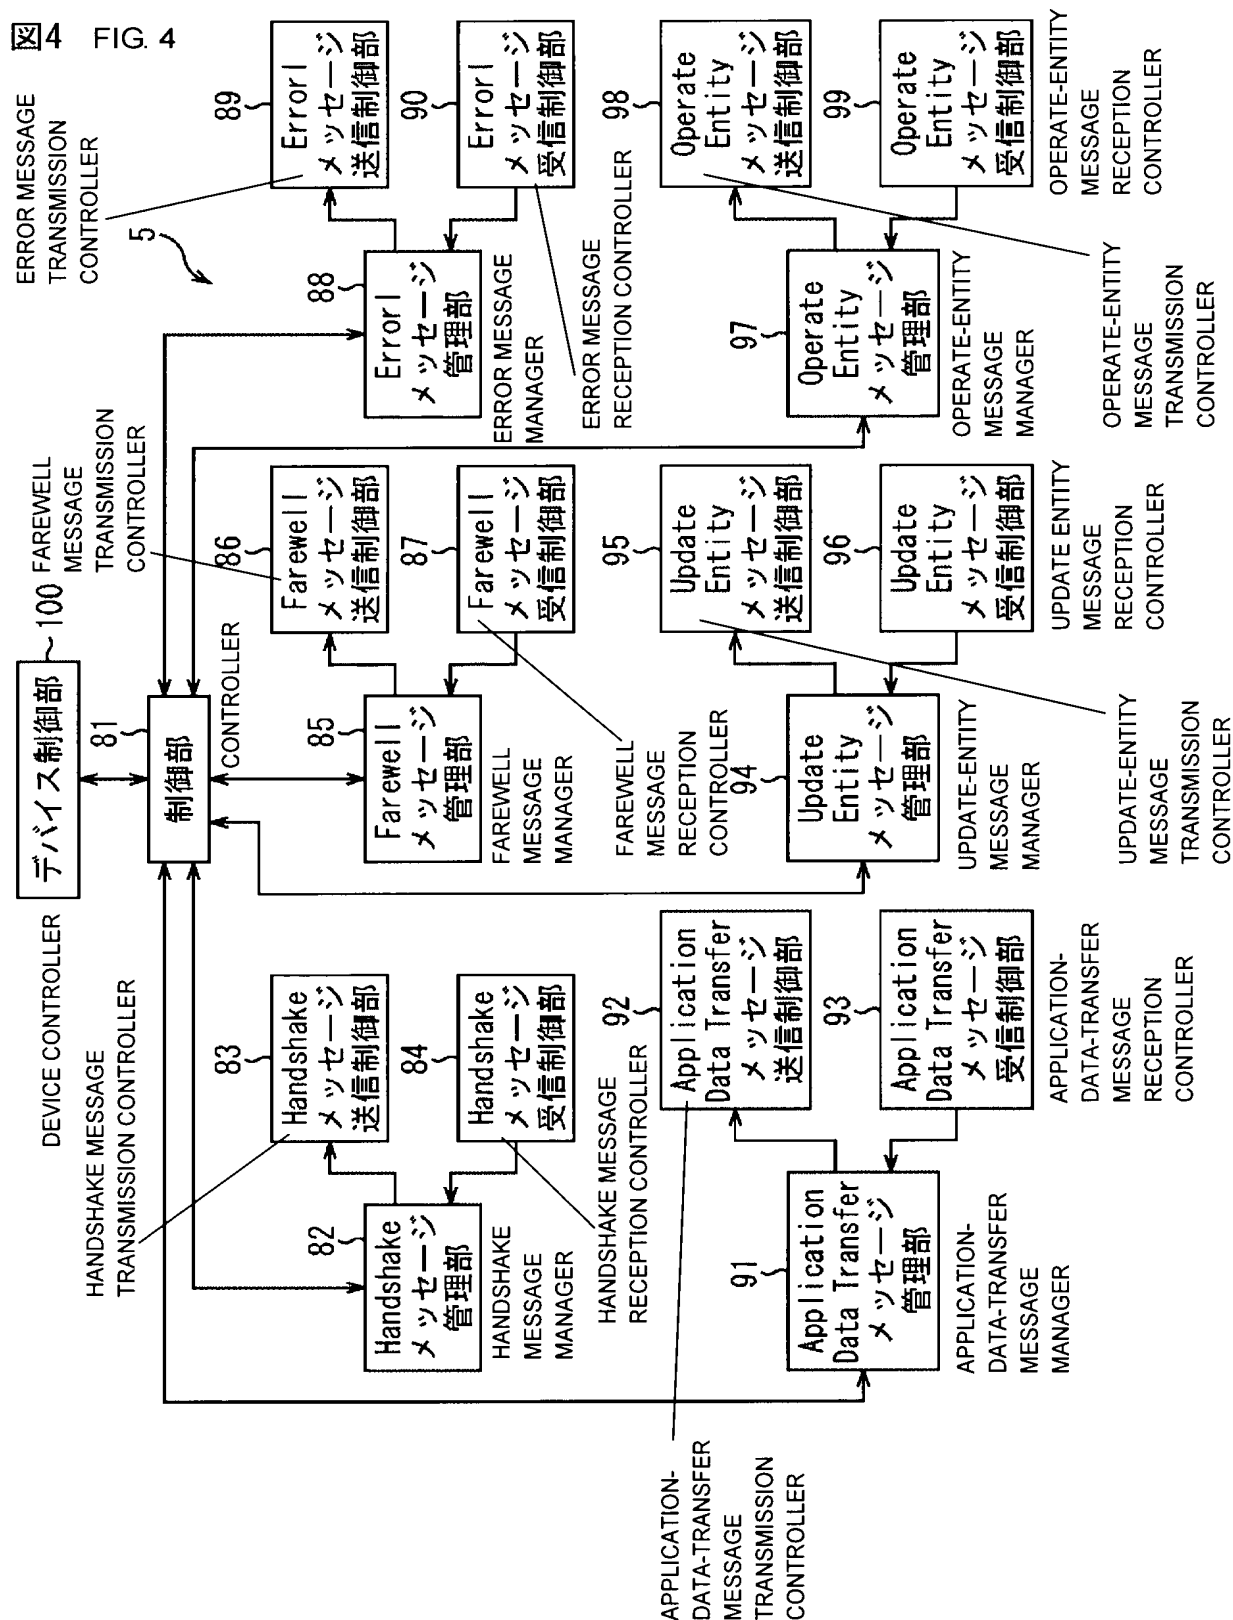 図4 FIG. 4
デバイス制御部
100
DEVICE CONTROLLER
制御部
81
CONTROLLER
5
Handshake
メッセージ
管理部
82
HANDSHAKE
MESSAGE
MANAGER
Handshake
メッセージ
送信制御部
83
HANDSHAKE MESSAGE
TRANSMISSION CONTROLLER
Handshake
メッセージ
受信制御部
84
HANDSHAKE MESSAGE
RECEPTION CONTROLLER
Farewell
メッセージ
管理部
85
FAREWELL
MESSAGE
MANAGER
Farewell
メッセージ
送信制御部
86
FAREWELL
MESSAGE
TRANSMISSION
CONTROLLER
Farewell
メッセージ
受信制御部
87
FAREWELL
MESSAGE
RECEPTION
CONTROLLER
Errorl
メッセージ
管理部
88
ERROR MESSAGE
MANAGER
Errorl
メッセージ
送信制御部
89
ERROR MESSAGE
TRANSMISSION
CONTROLLER
Errorl
メッセージ
受信制御部
90
ERROR MESSAGE
RECEPTION CONTROLLER
Application
Data Transfer
メッセージ
管理部
91
APPLICATION-
DATA-TRANSFER
MESSAGE
MANAGER
Application
Data Transfer
メッセージ
送信制御部
92
APPLICATION-
DATA-TRANSFER
MESSAGE
TRANSMISSION
CONTROLLER
Application
Data Transfer
メッセージ
受信制御部
93
APPLICATION-
DATA-TRANSFER
MESSAGE
RECEPTION
CONTROLLER
Update
Entity
メッセージ
管理部
94
UPDATE-ENTITY
MESSAGE
MANAGER
Update
Entity
メッセージ
送信制御部
95
UPDATE-ENTITY
MESSAGE
TRANSMISSION
CONTROLLER
Update
Entity
メッセージ
受信制御部
96
UPDATE ENTITY
MESSAGE
RECEPTION
CONTROLLER
Operate
Entity
メッセージ
管理部
97
OPERATE-ENTITY
MESSAGE
MANAGER
Operate
Entity
メッセージ
送信制御部
98
OPERATE-ENTITY
MESSAGE
TRANSMISSION
CONTROLLER
Operate
Entity
メッセージ
受信制御部
99
OPERATE-ENTITY
MESSAGE
RECEPTION
CONTROLLER